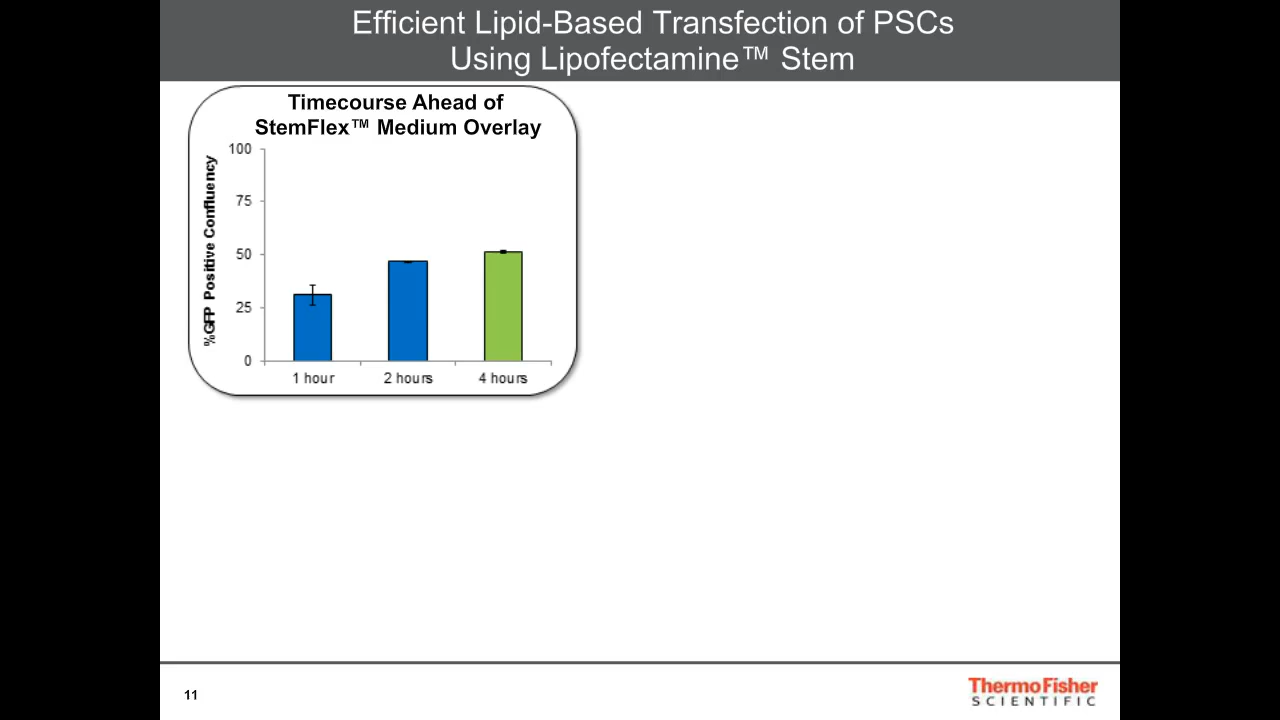 Efficient Lipid-Based Transfection of PSCs
Using Lipofectamine™ Stem
Timecourse Ahead of
StemFlex™ Medium Overlay
%GFP Positive Confluency
100
75
50
25
0
1 hour 2 hours 4 hours
11
ThermoFisher
SCIENTIFIC